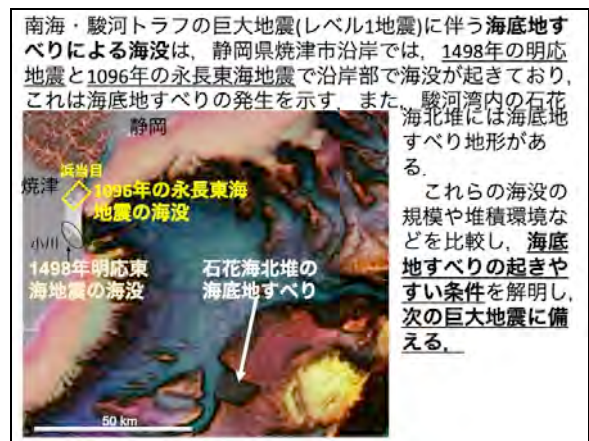 南海・駿河トラフの巨大地震(レベル1地震)に伴う海底地す
べりによる海没は，静岡県焼津市沿岸では，1498年の明応
地震と1096年の永長東海地震で沿岸部で海没が起きており，
これは海底地すべりの発生を示す．また，駿河湾内の石花
海北堆には海底地
すべり地形があ
る．
これらの海没の
規模や堆積環境な
どを比較し，海底
地すべりの起きや
すい条件を解明し，
次の巨大地震に備
える．
静岡
浜当目
焼津
1096年の永長東海
地震の海没
小川
1498年明応東
海地震の海没
石花海北堆の
海底地すべり
50 km